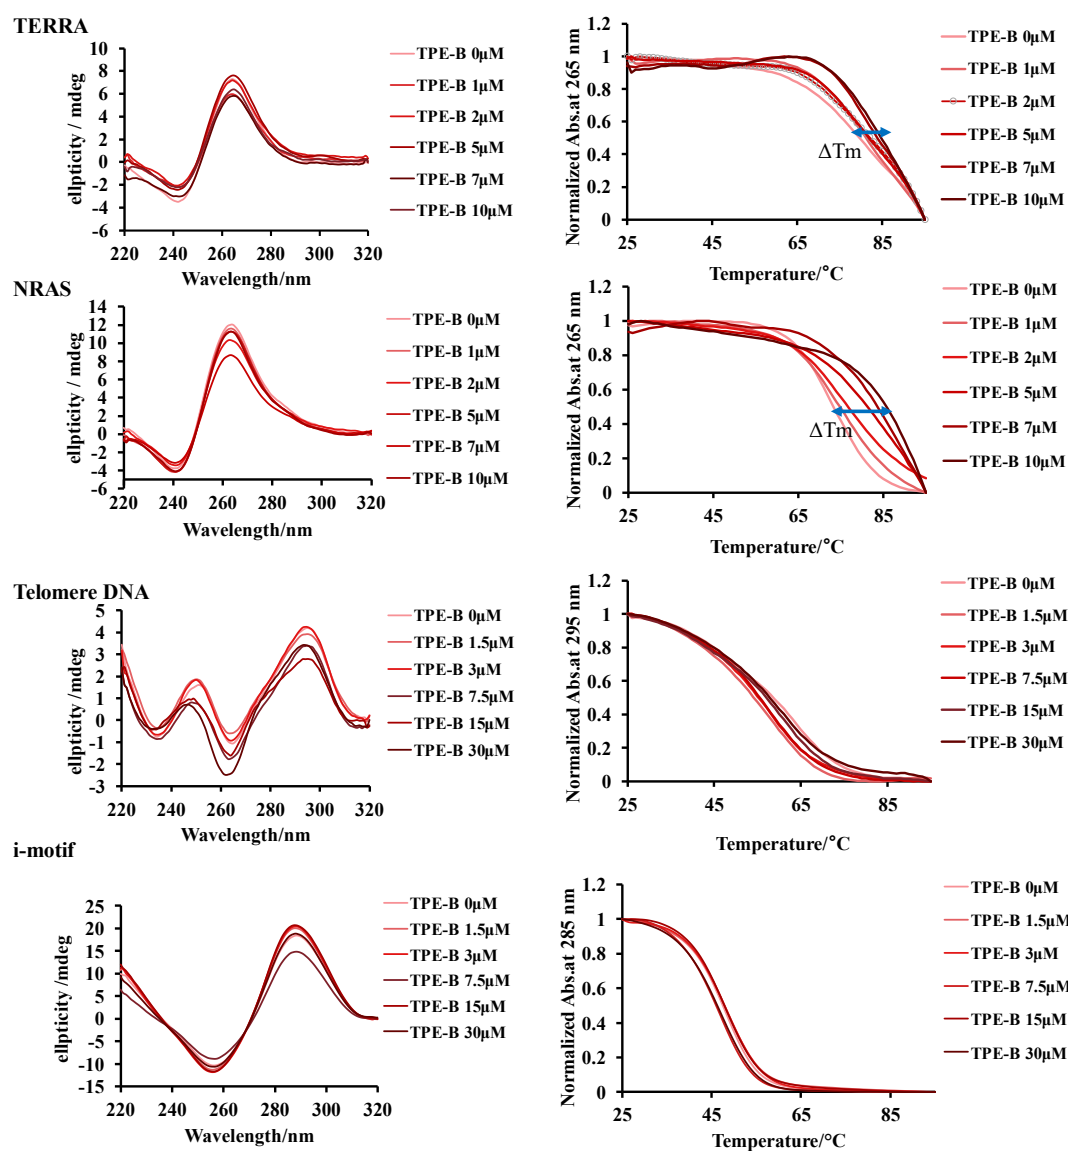 TERRA
10
8
6
4
2
0
-2
-4
-6
220 240 260 280 300 320
ellpticity / mdeg
Wavelength/nm
TPE-B 0μM
TPE-B 1μM
TPE-B 2μM
TPE-B 5μM
TPE-B 7μM
TPE-B 10μM
1.2
1
0.8
0.6
0.4
0.2
0
25 45 65 85
Normalized Abs.at 265 nm
Temperature/°C
ΔTm
TPE-B 0μM
TPE-B 1μM
TPE-B 2μM
TPE-B 5μM
TPE-B 7μM
TPE-B 10μM
NRAS
14
12
10
8
6
4
2
0
-2
-4
-6
220 240 260 280 300 320
ellpticity / mdeg
Wavelength/nm
TPE-B 0μM
TPE-B 1μM
TPE-B 2μM
TPE-B 5μM
TPE-B 7μM
TPE-B 10μM
1.2
1
0.8
0.6
0.4
0.2
0
25 45 65 85
Normalized Abs.at 265 nm
Temperature/°C
ΔTm
TPE-B 0μM
TPE-B 1μM
TPE-B 2μM
TPE-B 5μM
TPE-B 7μM
TPE-B 10μM
Telomere DNA
5
4
3
2
1
0
-1
-2
-3
220 240 260 280 300 320
ellpticity /mdeg
Wavelength/nm
TPE-B 0μM
TPE-B 1.5μM
TPE-B 3μM
TPE-B 7.5μM
TPE-B 15μM
TPE-B 30μM
1.2
1
0.8
0.6
0.4
0.2
0
25 45 65 85
Normalized Abs.at 295 nm
Temperature/°C
TPE-B 0μM
TPE-B 1.5μM
TPE-B 3μM
TPE-B 7.5μM
TPE-B 15μM
TPE-B 30μM
i-motif
25
20
15
10
5
0
-5
-10
-15
220 240 260 280 300 320
ellpticity /mdeg
Wavelength/nm
TPE-B 0μM
TPE-B 1.5μM
TPE-B 3μM
TPE-B 7.5μM
TPE-B 15μM
TPE-B 30μM
1.2
1
0.8
0.6
0.4
0.2
0
25 45 65 85
Normalized Abs.at 285 nm
Temperature/°C
TPE-B 0μM
TPE-B 1.5μM
TPE-B 3μM
TPE-B 7.5μM
TPE-B 15μM
TPE-B 30μM